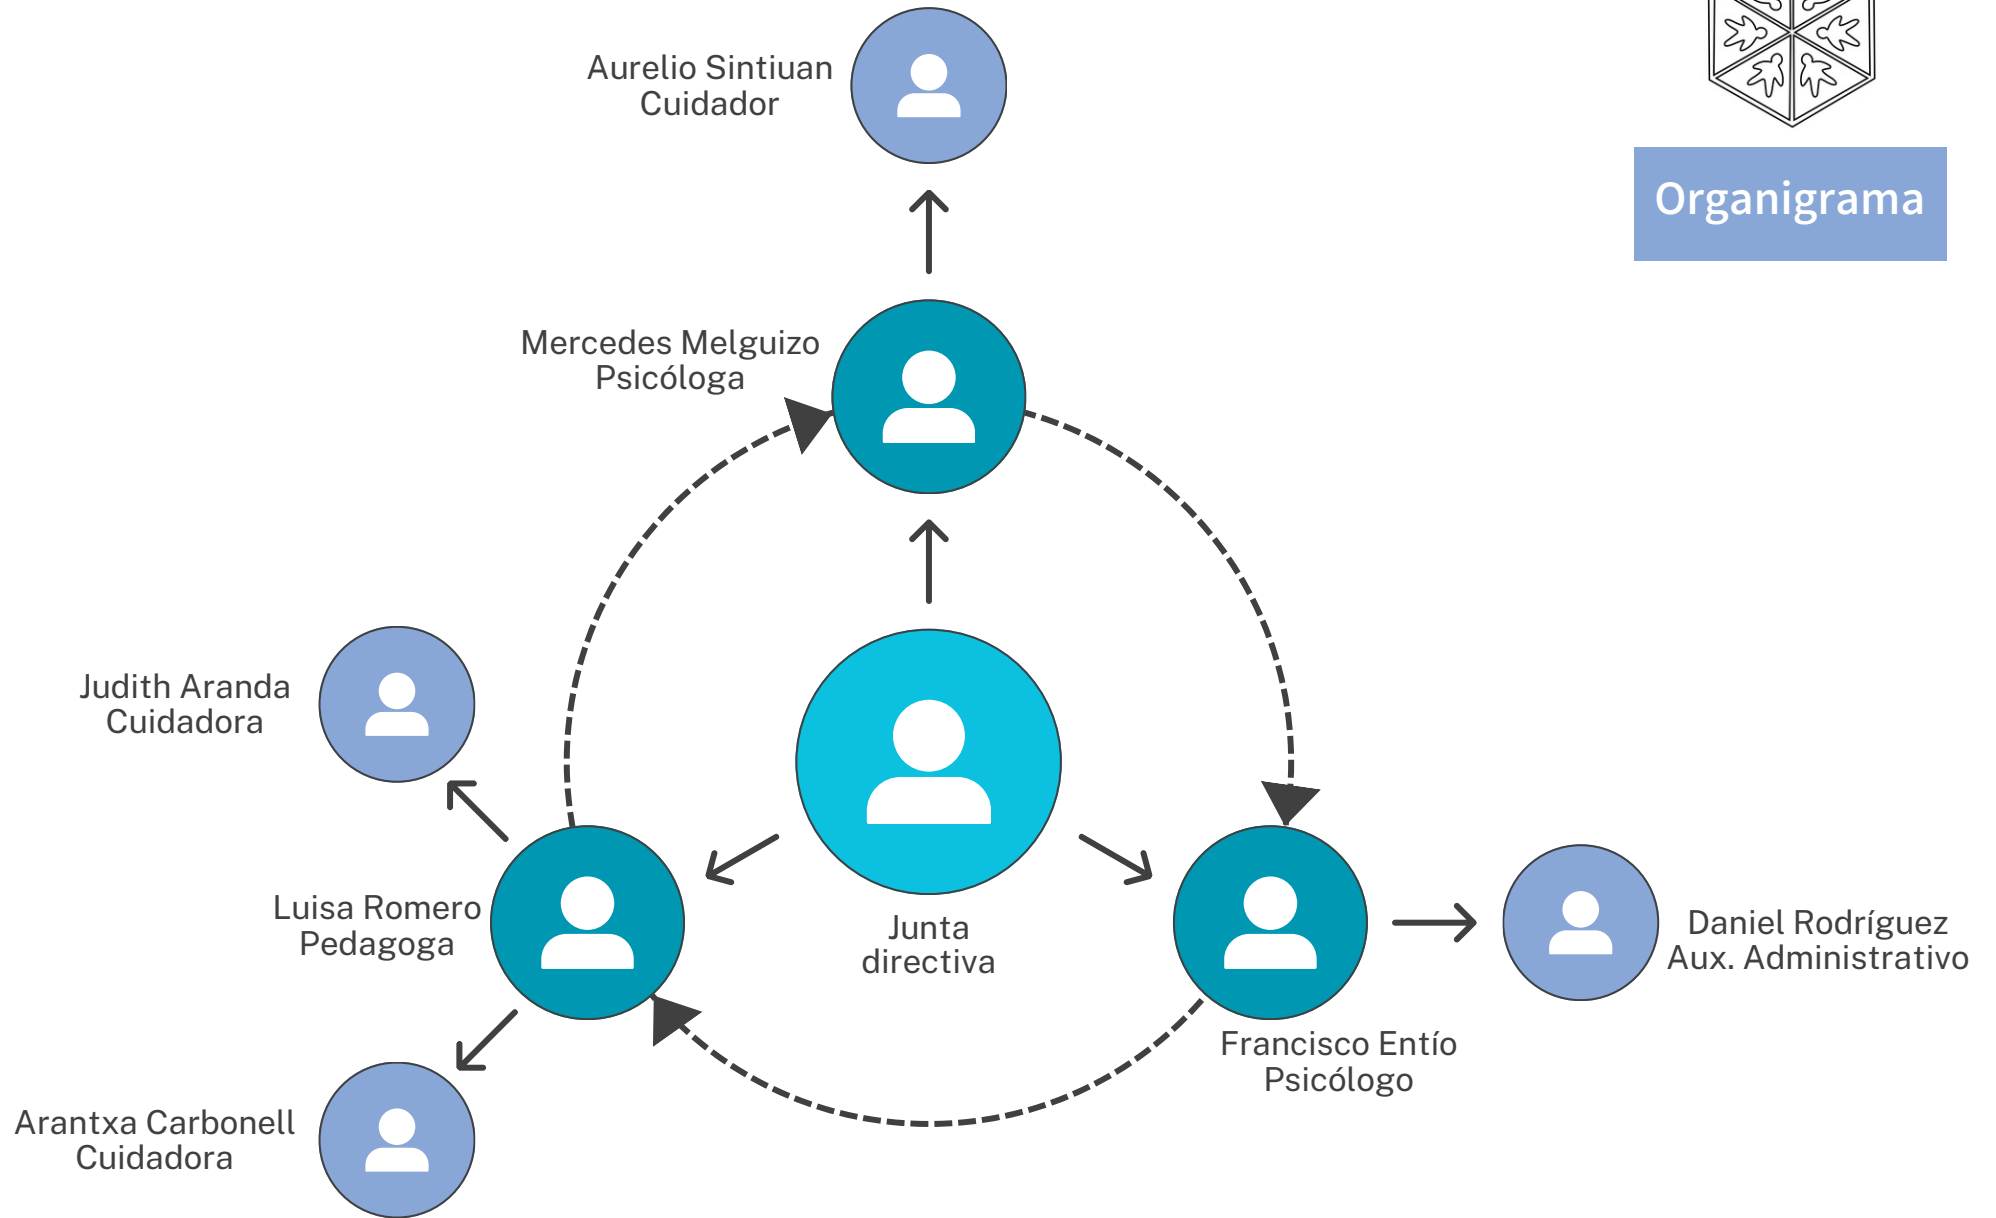 Aurelio Sintiuan
Cuidador
Organigrama
Mercedes Melguizo
Psicóloga
Judith Aranda
Cuidadora
Luisa Romero
Pedagoga
Junta
directiva
Daniel Rodríguez
Aux. Administrativo
Francisco Entío
Psicólogo
Arantxa Carbonell
Cuidadora